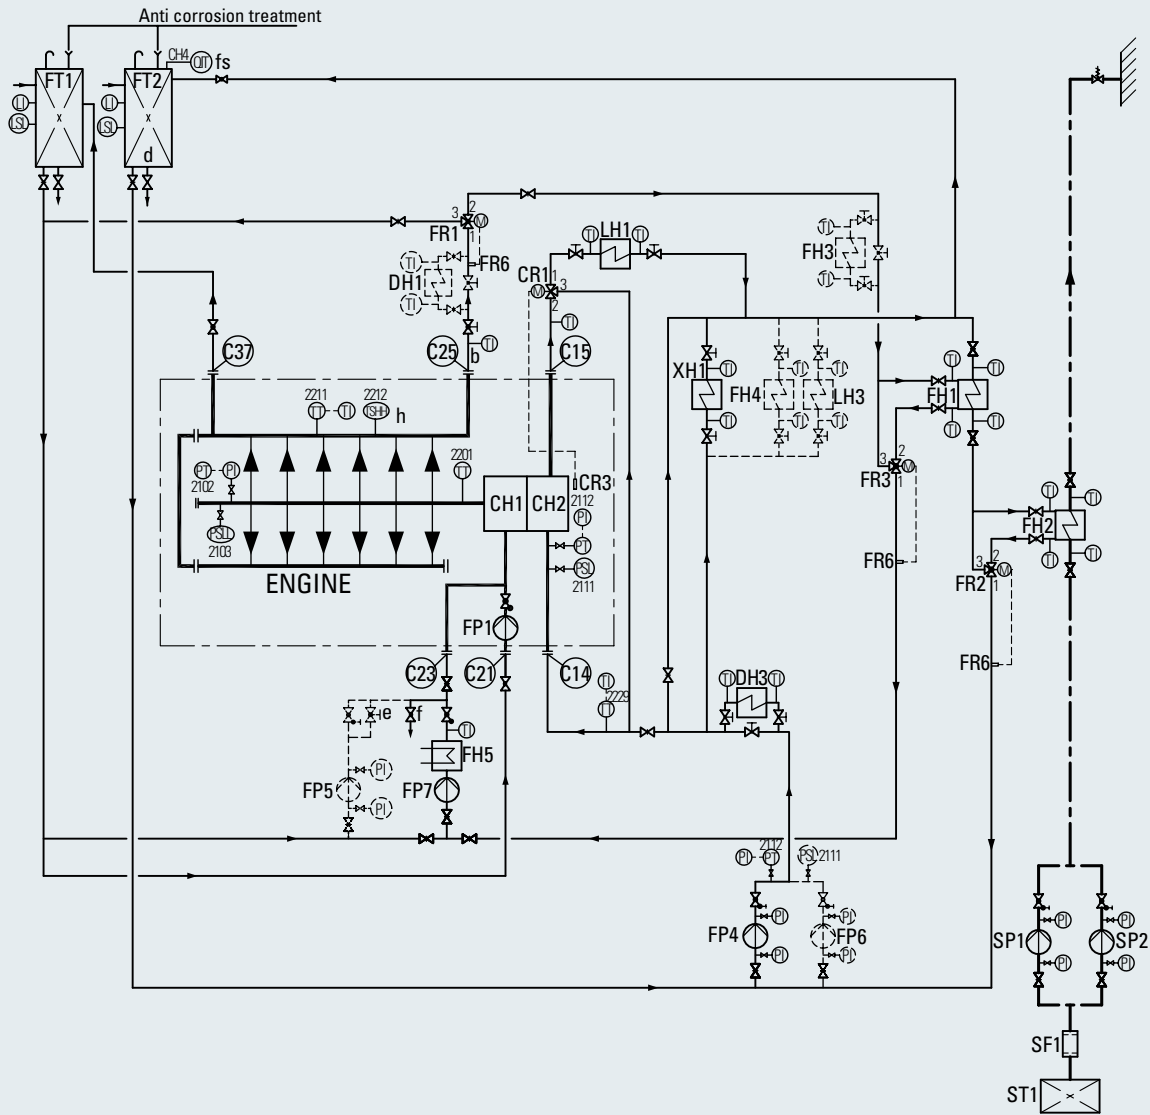 Anti corrosion treatment
FT1
FT2
CH4
QIT
fs
LI
LSL
LI
LSL
d
3
2
M
1
FR1
FR6
TI
DH1
TI
TI
b
TI
LH1
TI
CR1
1
M
3
2
TI
TI
FH3
TI
C37
C25
C15
2211
TT
TI
2212
TSHH
h
2201
TT
PT
PI
2102
PSLL
2103
CH1
CH2
CR3
2112
PI
PT
PSL
2111
ENGINE
FP1
XH1
TI
TI
FH4
TI
TI
LH3
TI
TI
TI
TI
FH1
TI
TI
3
2
M
1
FR3
FR6
TI
TI
FH2
TI
TI
3
2
M
1
FR2
FR6
C23
C21
C14
TI
2229
TT
TI
DH3
TI
e
f
TI
FH5
PI
FP5
PI
FP7
2112
PI
PT
PSL
2111
FP4
PI
PI
FP6
PI
PI
SP1
PI
PI
SP2
PI
PI
SF1
ST1
x
x
x